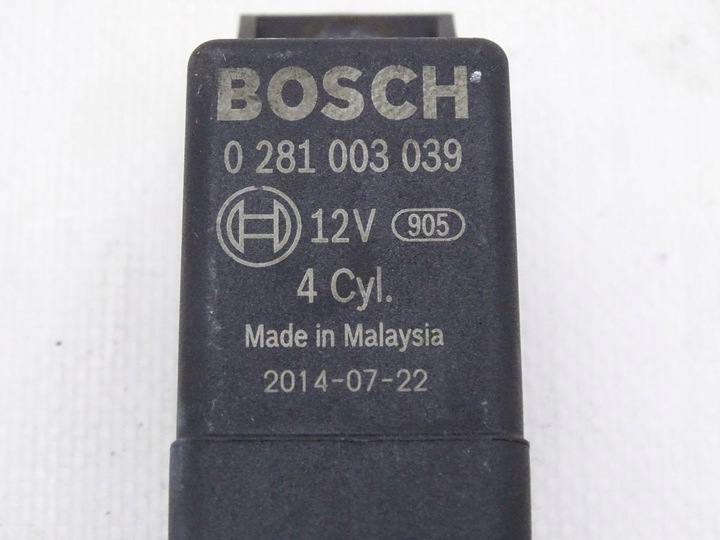 BOSCH
0 281 003 039
12V 905
4 Cyl.
Made in Malaysia
2014-07-22